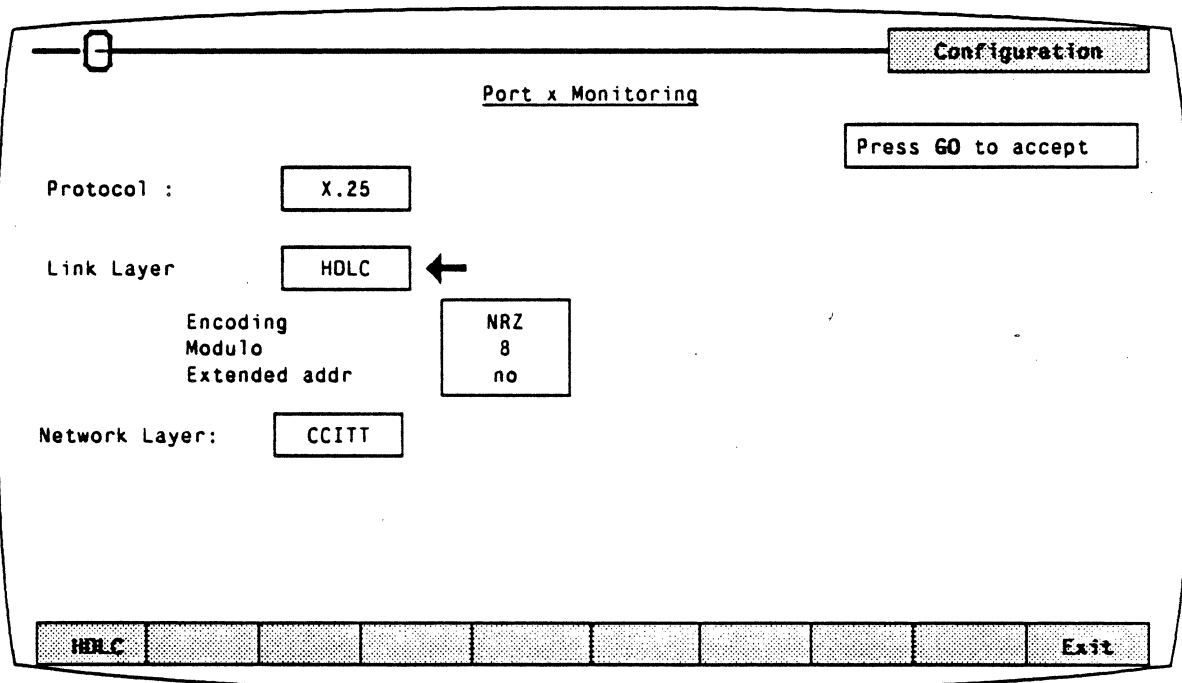 Configuration
Port x Monitoring
Press GO to accept
Protocol : X.25
Link Layer HDLC
Encoding NRZ
Modulo 8
Extended addr no
Network Layer: CCITT
HDLC Exit